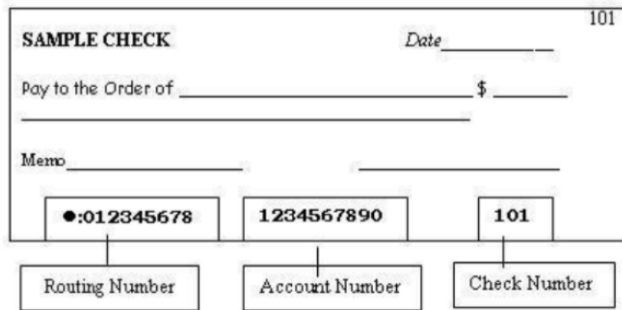 101
SAMPLE CHECK Date
Pay to the Order of $
Memo
●:012345678 1234567890 101
Routing Number Account Number Check Number